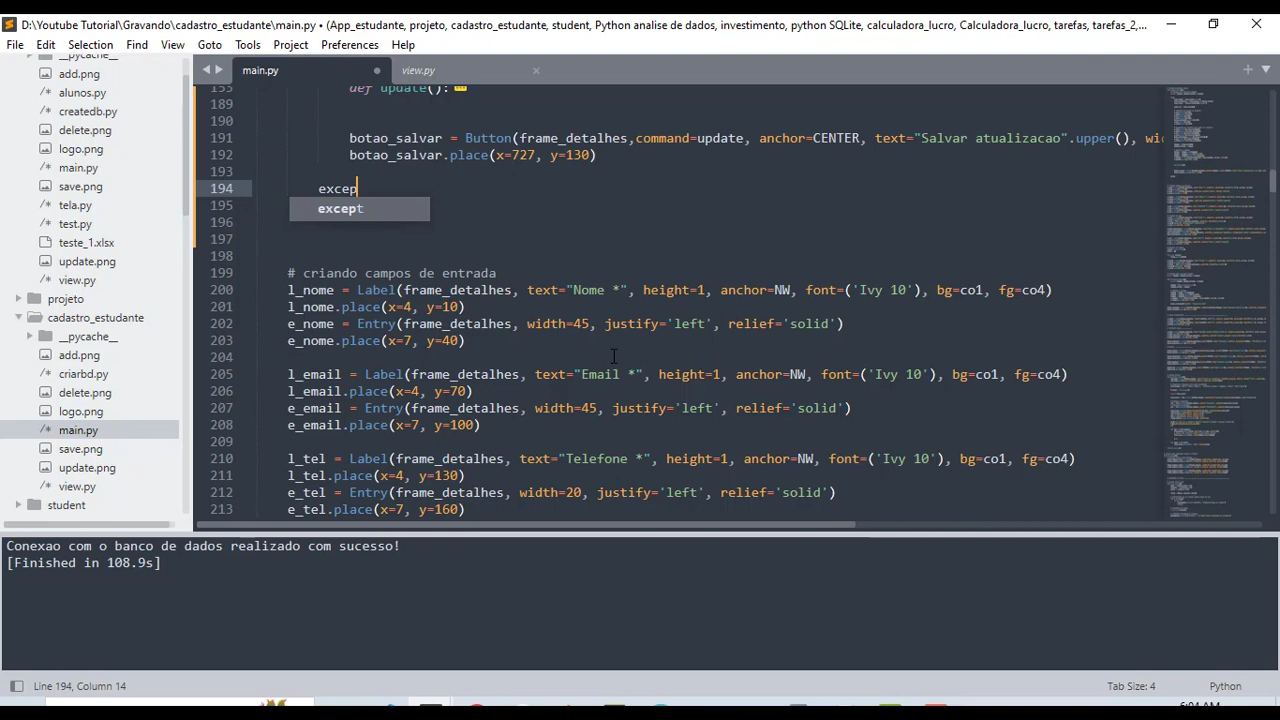 D:\Youtube Tutorial\Gravando\cadastro_estudante\main.py • (App_estudante, projeto, cadastro_estudante, student, Python analise de dados, investimento, python SQLite, calculadora_lucro, Calculadora_lucro, tarefas, tarefas_2,...
File Edit Selection Find View Goto Tools Project Preferences Help
__pycache__
add.png
alunos.py
createdb.py
delete.png
logo.png
main.py
save.png
tela.py
test.py
teste_1.xlsx
update.png
view.py
projeto
cadastro_estudante
__pycache__
add.png
criarbd.py
delete.png
logo.png
main.py
save.png
update.png
view.py
student
main.py view.py
155 def update():
189
190
191 botao_salvar = Button(frame_detalhes,command=update, anchor=CENTER, text="Salvar atualizacao".upper(), wi
192 botao_salvar.place(x=727, y=130)
193
194 excep
195 except
196
197
198
199 # criando campos de entrada
200 l_nome = Label(frame_detalhes, text="Nome *", height=1, anchor=NW, font=('Ivy 10'), bg=co1, fg=co4)
201 l_nome.place(x=4, y=10)
202 e_nome = Entry(frame_detalhes, width=45, justify='left', relief='solid')
203 e_nome.place(x=7, y=40)
204
205 l_email = Label(frame_detalhes, text="Email *", height=1, anchor=NW, font=('Ivy 10'), bg=co1, fg=co4)
206 l_email.place(x=4, y=70)
207 e_email = Entry(frame_detalhes, width=45, justify='left', relief='solid')
208 e_email.place(x=7, y=100)
209
210 l_tel = Label(frame_detalhes, text="Telefone *", height=1, anchor=NW, font=('Ivy 10'), bg=co1, fg=co4)
211 l_tel.place(x=4, y=130)
212 e_tel = Entry(frame_detalhes, width=20, justify='left', relief='solid')
213 e_tel.place(x=7, y=160)
Conexao com o banco de dados realizado com sucesso!
[Finished in 108.9s]
Line 194, Column 14 Tab Size: 4 Python